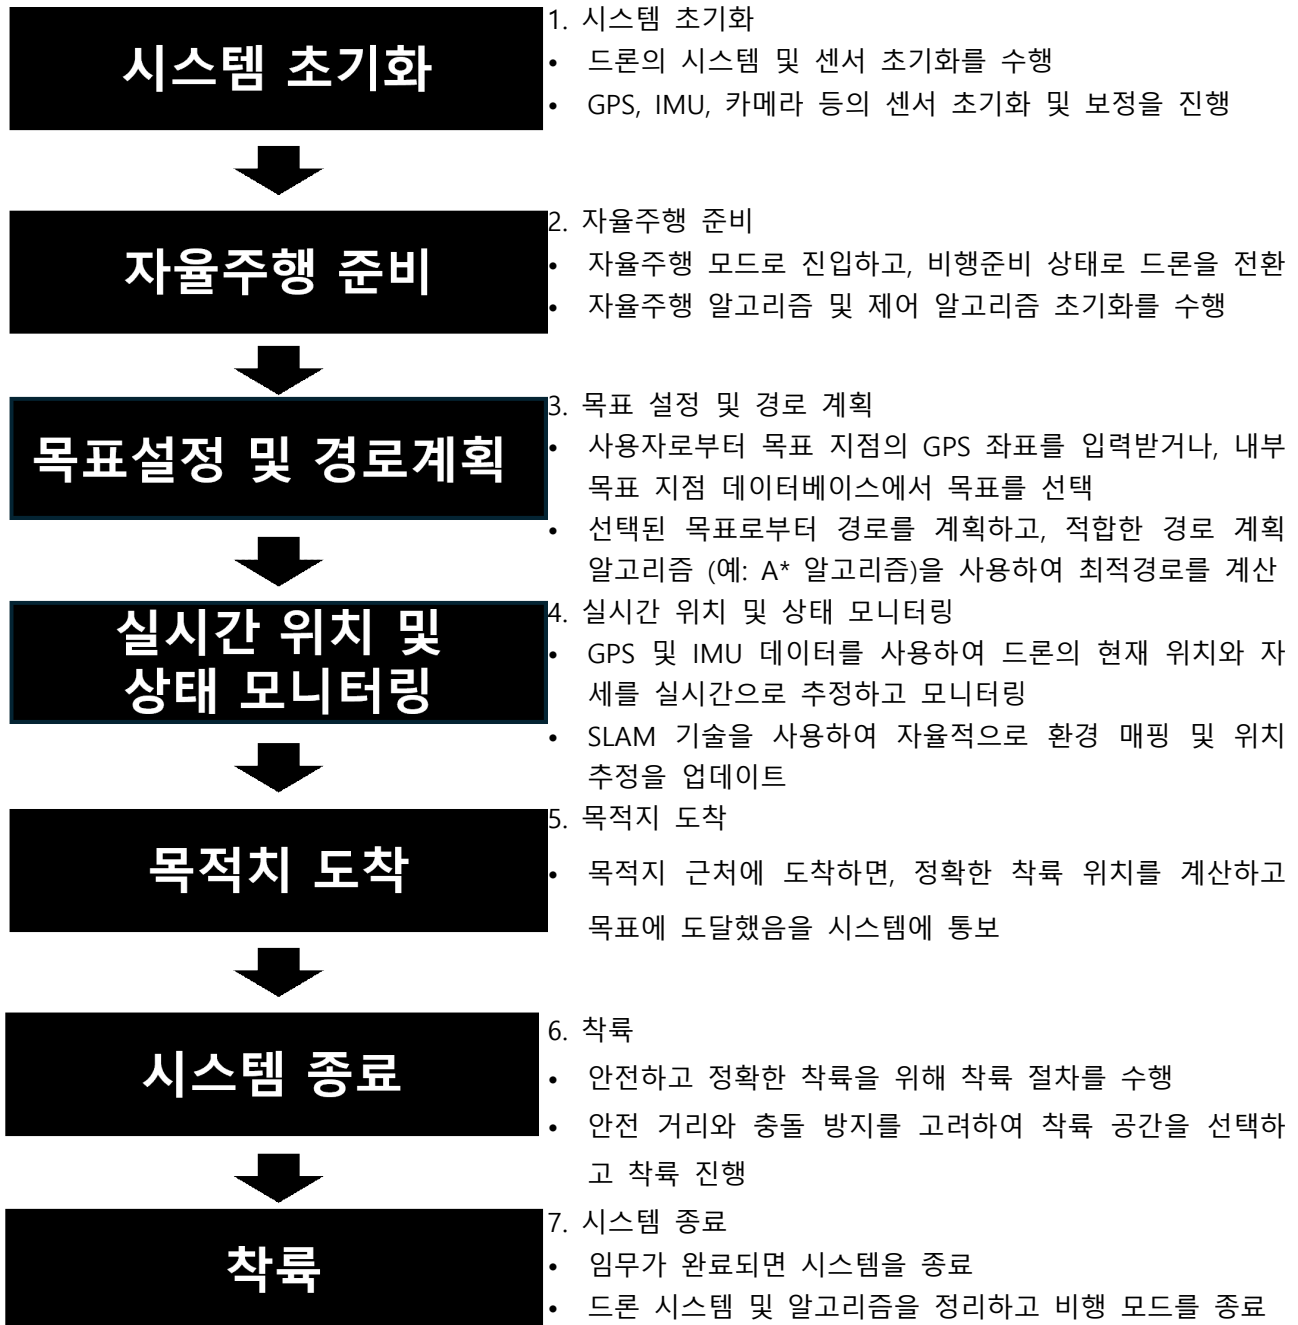 시스템 초기화
1. 시스템 초기화
• 드론의 시스템 및 센서 초기화를 수행
• GPS, IMU, 카메라 등의 센서 초기화 및 보정을 진행
자율주행 준비
2. 자율주행 준비
• 자율주행 모드로 진입하고, 비행준비 상태로 드론을 전환
• 자율주행 알고리즘 및 제어 알고리즘 초기화를 수행
목표설정 및 경로계획
3. 목표 설정 및 경로 계획
• 사용자로부터 목표 지점의 GPS 좌표를 입력받거나, 내부
목표 지점 데이터베이스에서 목표를 선택
• 선택된 목표로부터 경로를 계획하고, 적합한 경로 계획
알고리즘 (예: A* 알고리즘)을 사용하여 최적경로를 계산
실시간 위치 및
상태 모니터링
4. 실시간 위치 및 상태 모니터링
• GPS 및 IMU 데이터를 사용하여 드론의 현재 위치와 자
세를 실시간으로 추정하고 모니터링
• SLAM 기술을 사용하여 자율적으로 환경 매핑 및 위치
추정을 업데이트
목적치 도착
5. 목적지 도착
• 목적지 근처에 도착하면, 정확한 착륙 위치를 계산하고
목표에 도달했음을 시스템에 통보
시스템 종료
6. 착륙
• 안전하고 정확한 착륙을 위해 착륙 절차를 수행
• 안전 거리와 충돌 방지를 고려하여 착륙 공간을 선택하
고 착륙 진행
착륙
7. 시스템 종료
• 임무가 완료되면 시스템을 종료
• 드론 시스템 및 알고리즘을 정리하고 비행 모드를 종료